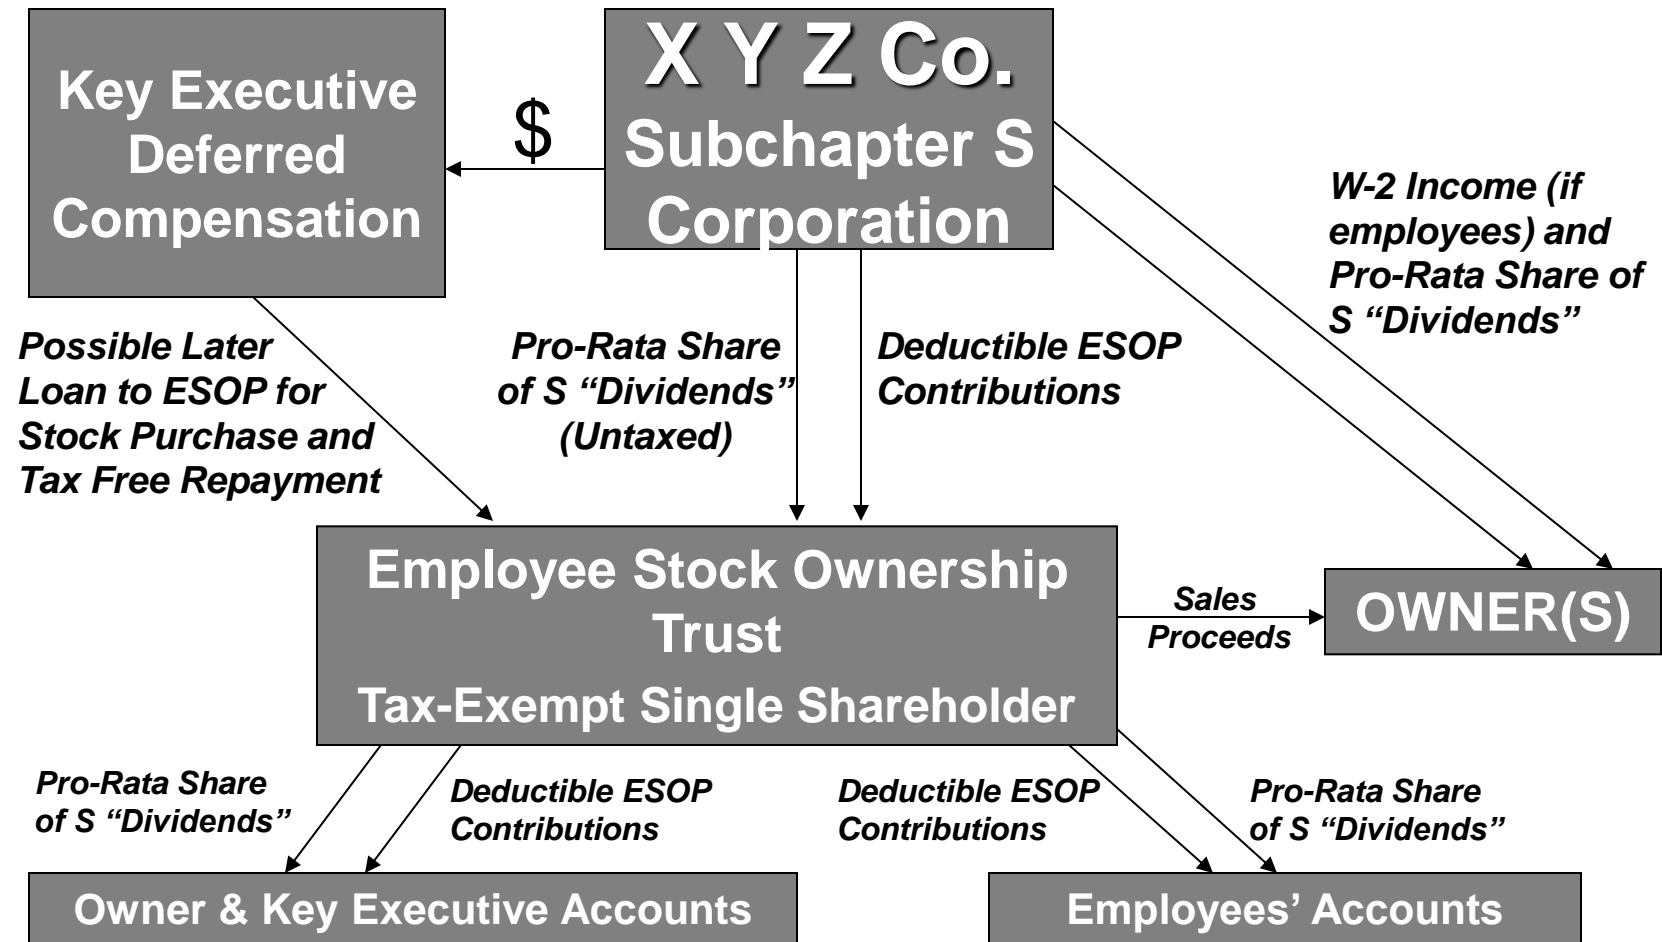 Key Executive
Deferred
Compensation
$
X Y Z Co.
Subchapter S
Corporation
W-2 Income (if
employees) and
Pro-Rata Share of
S “Dividends”
Possible Later
Loan to ESOP for
Stock Purchase and
Tax Free Repayment
Pro-Rata Share
of S “Dividends”
(Untaxed)
Deductible ESOP
Contributions
Employee Stock Ownership
Trust
Tax-Exempt Single Shareholder
Sales
Proceeds
OWNER(S)
Pro-Rata Share
of S “Dividends”
Deductible ESOP
Contributions
Deductible ESOP
Contributions
Pro-Rata Share
of S “Dividends”
Owner & Key Executive Accounts
Employees’ Accounts